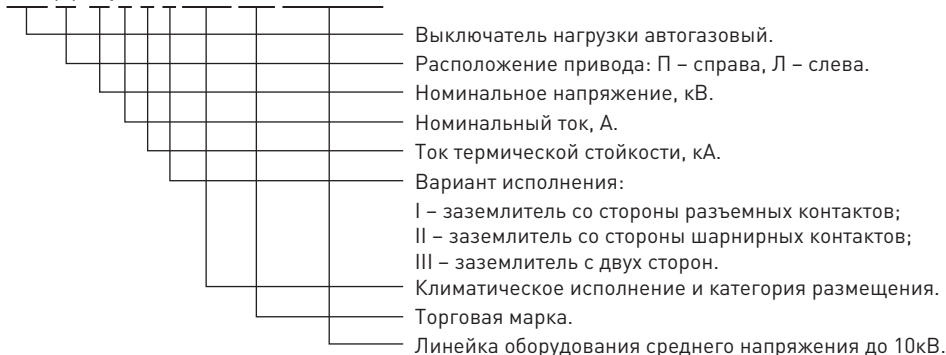 Выключатель нагрузки автогазовый.
Расположение привода: П – справа, Л – слева.
Номинальное напряжение, кВ.
Номинальный ток, А.
Ток термической стойкости, кА.
Вариант исполнения:
I – заземлитель со стороны разъемных контактов;
II – заземлитель со стороны шарнирных контактов;
III – заземлитель с двух сторон.
Климатическое исполнение и категория размещения.
Торговая марка.
Линейка оборудования среднего напряжения до 10кВ.